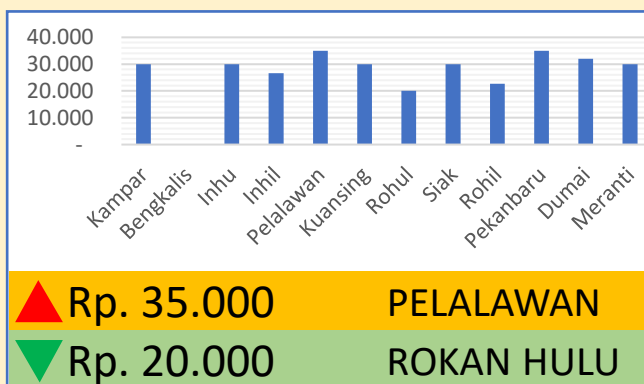 40.000
30.000
20.000
10.000
-
Kampar
Bengkalis
Inhu
Inhil
Pelalawan
Kuansing
Rohul
Siak
Rohil
Pekanbaru
Dumai
Meranti
Rp. 35.000 PELALAWAN
Rp. 20.000 ROKAN HULU